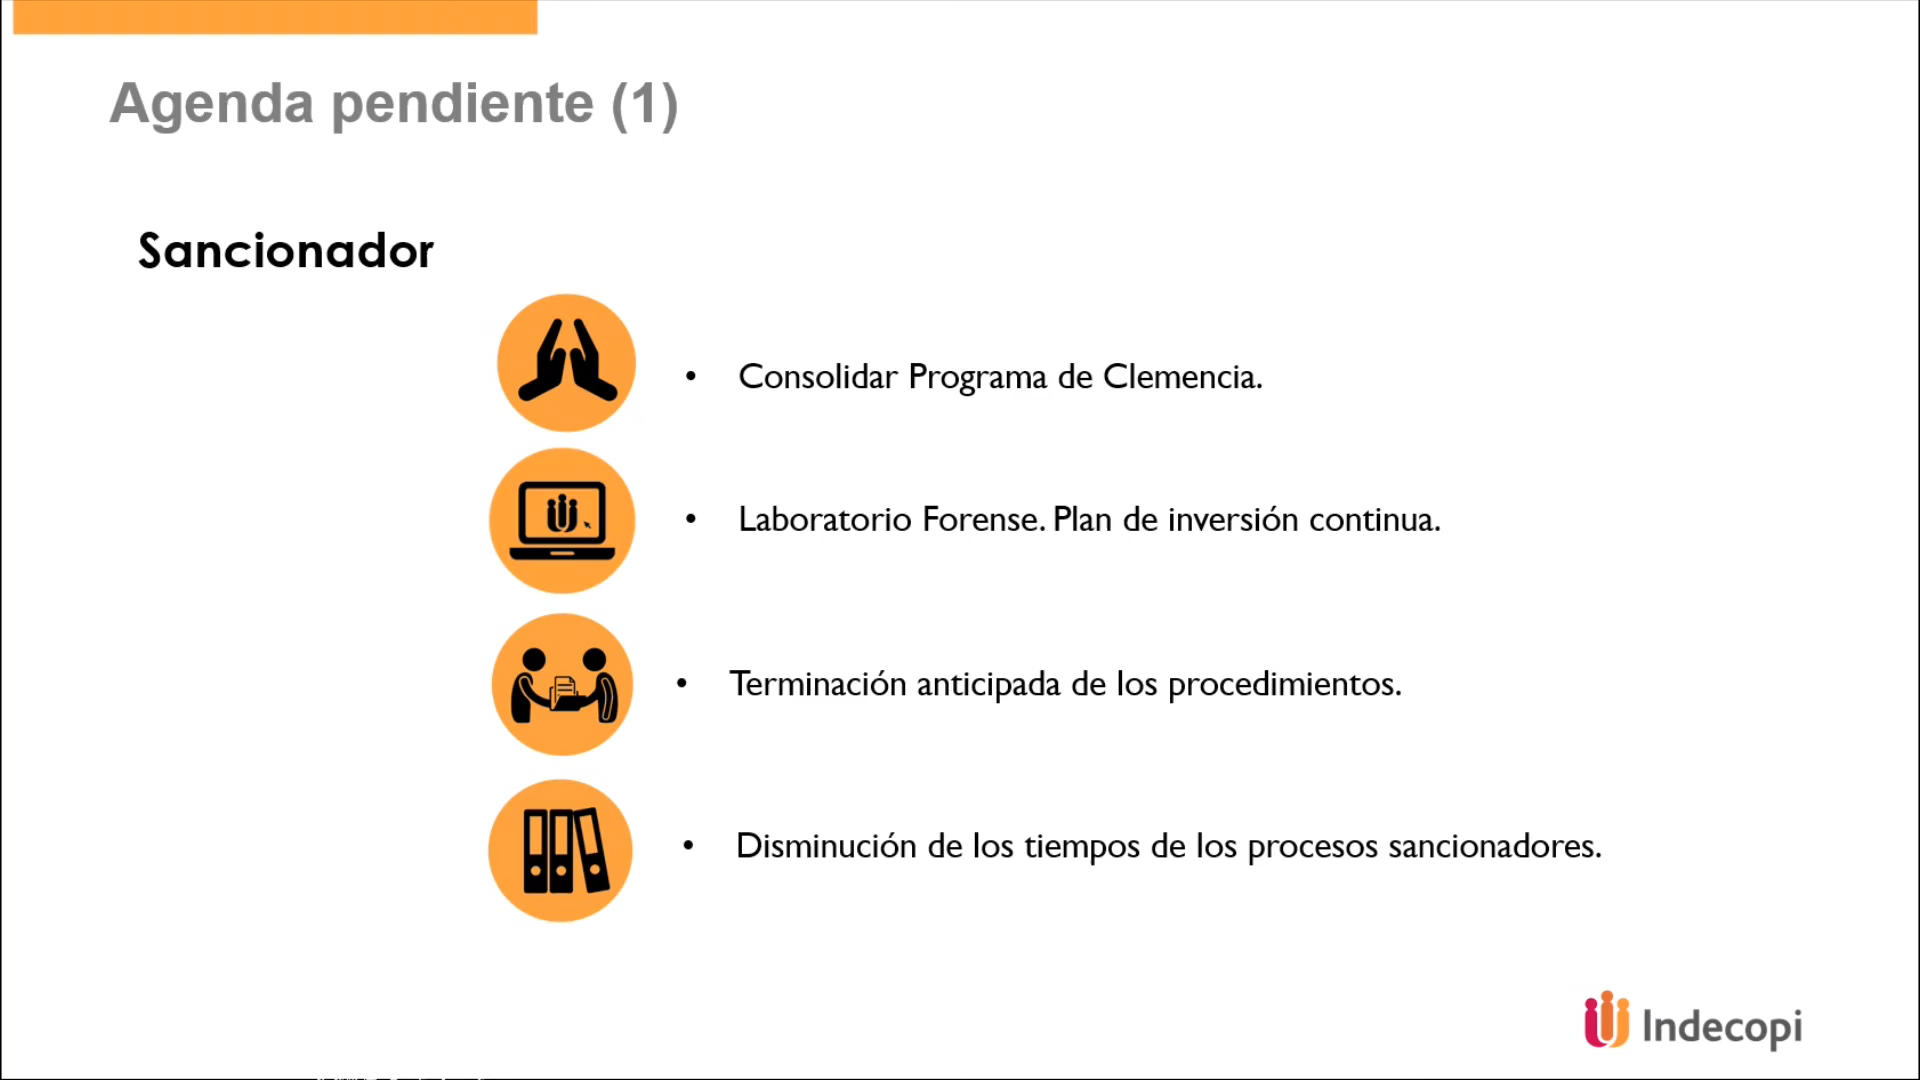 Agenda pendiente (1)
Sancionador
• Consolidar Programa de Clemencia.
• Laboratorio Forense. Plan de inversión continua.
• Terminación anticipada de los procedimientos.
• Disminución de los tiempos de los procesos sancionadores.
Indecopi